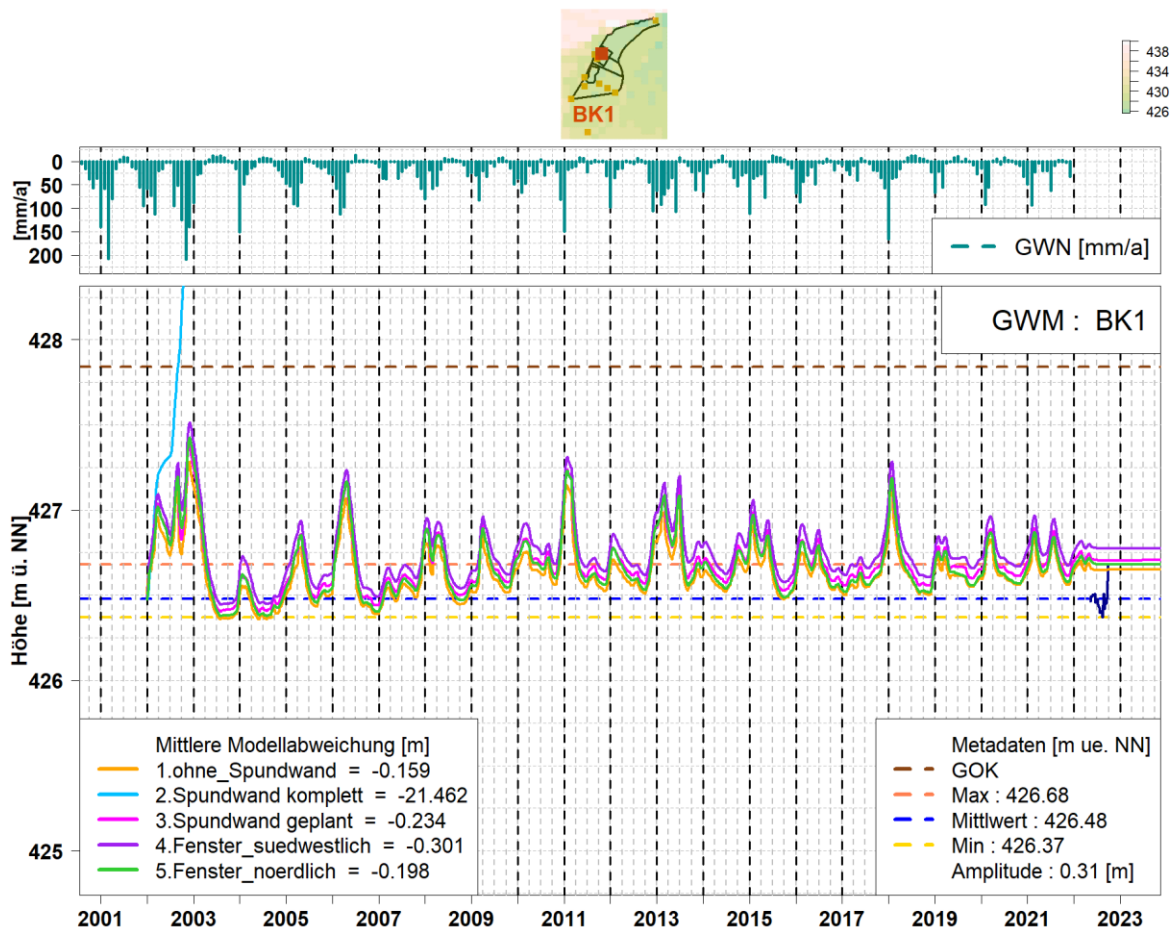 BK1
438
434
430
426
0
50
100
150
200
[mm/a]
GWN [mm/a]
GWM : BK1
428
427
426
425
Höhe [m ü. NN]
Mittlere Modellabweichung [m]
1.ohne_Spundwand = -0.159
2.Spundwand komplett = -21.462
3.Spundwand geplant = -0.234
4.Fenster_suedwestlich = -0.301
5.Fenster_noerdlich = -0.198
Metadaten [m ue. NN]
GOK
Max : 426.68
Mittlwert : 426.48
Min : 426.37
Amplitude : 0.31 [m]
2001 2003 2005 2007 2009 2011 2013 2015 2017 2019 2021 2023